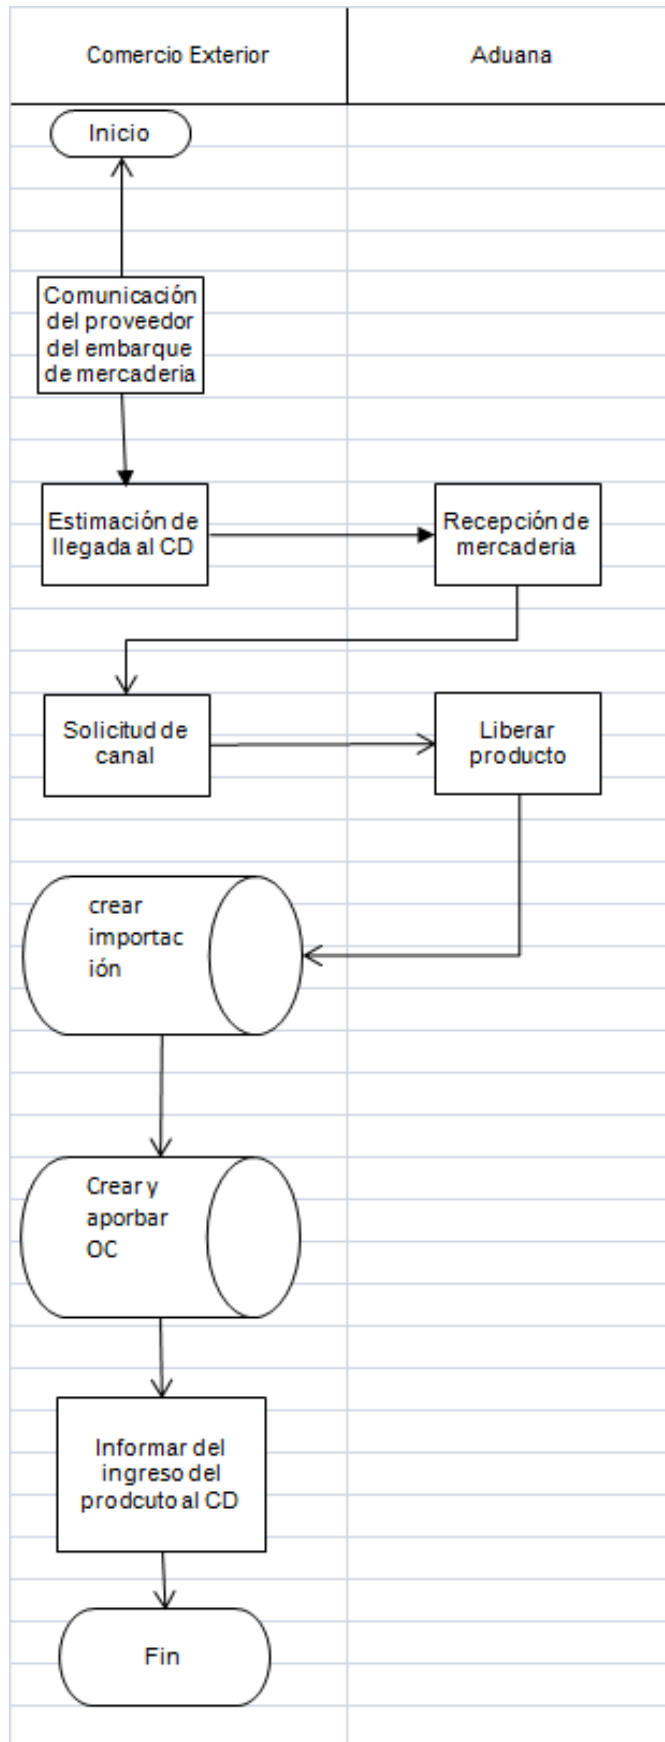 Comercio Exterior
Aduana
Inicio
Comunicación
del proveedor
del embarque
de mercaderia
Estimación de
llegada al CD
Recepción de
mercaderia
Solicitud de
canal
Liberar
producto
crear
importac
ión
Crear y
aporbar
OC
Informar del
ingreso del
prodcuto al CD
Fin